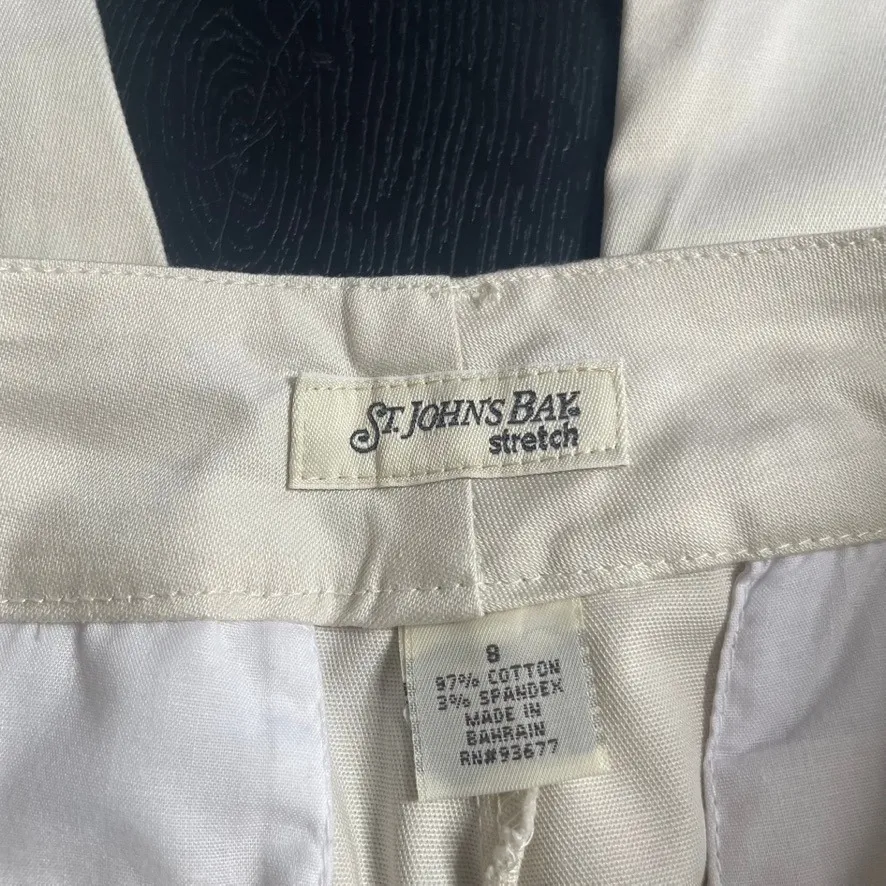 ST. JOHN'S BAY®
stretch
8
97% COTTON
3% SPANDEX
MADE IN
BAHRAIN
RN#93677